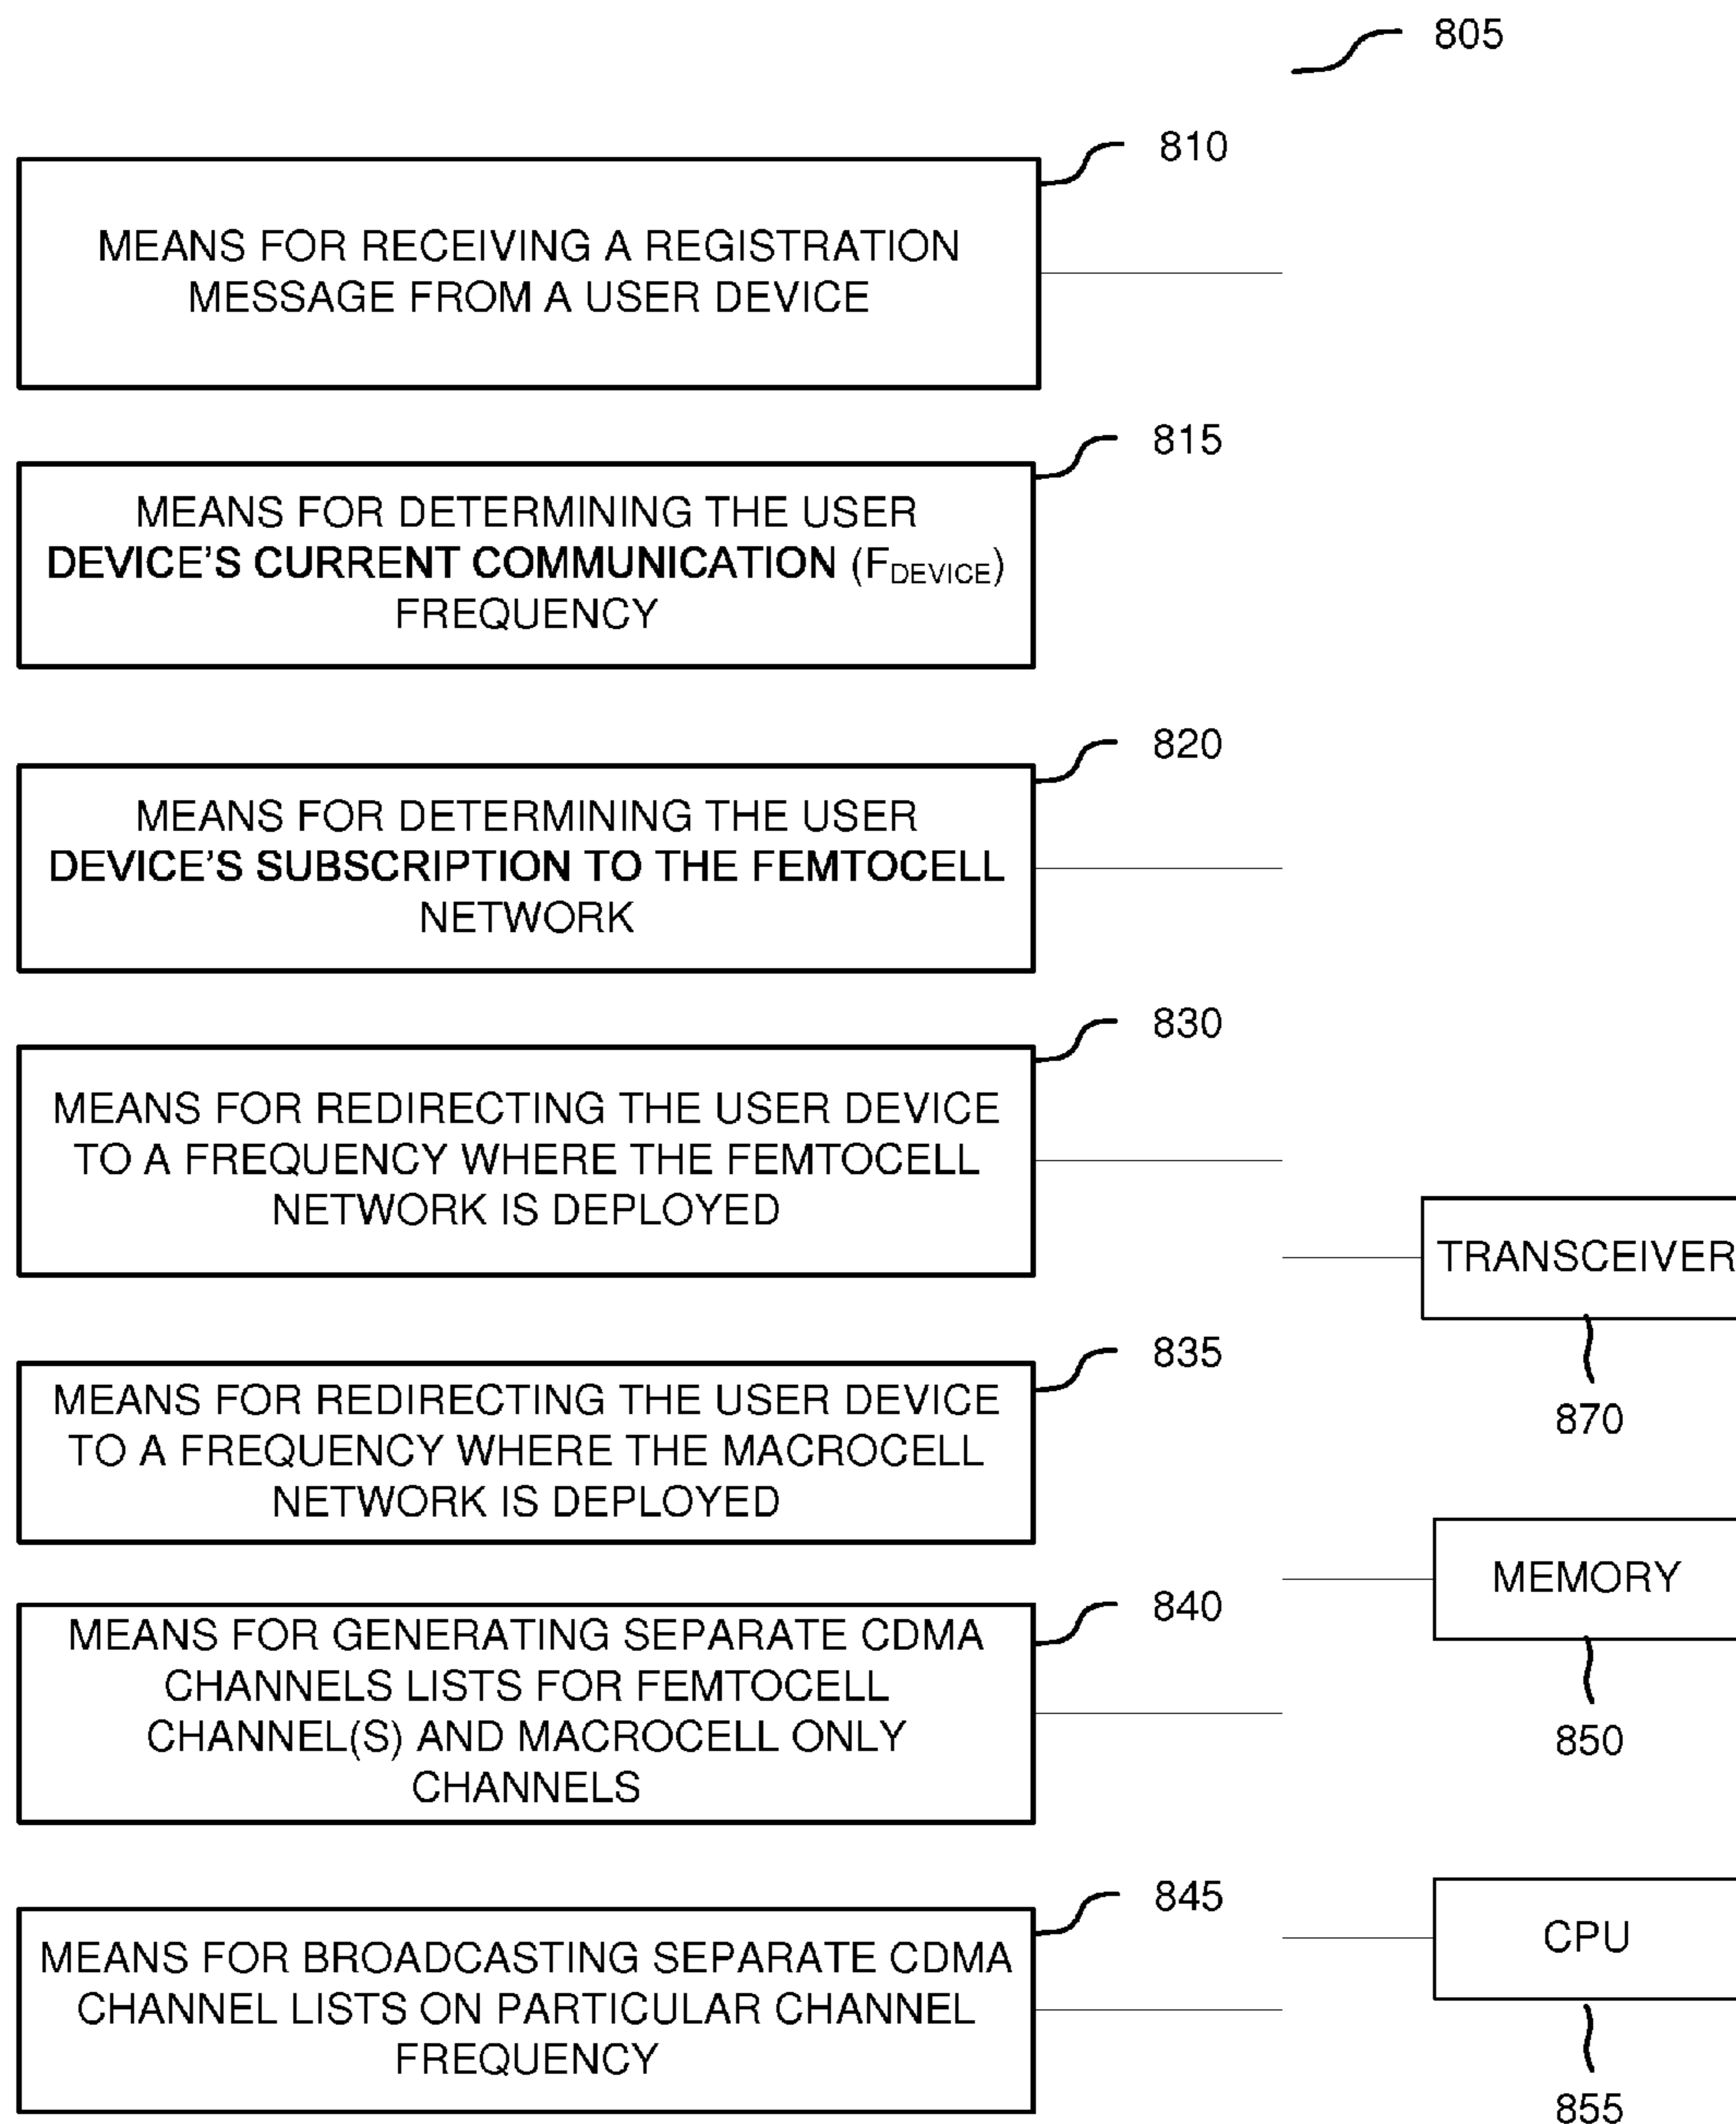 805
810
MEANS FOR RECEIVING A REGISTRATION
MESSAGE FROM A USER DEVICE
815
MEANS FOR DETERMINING THE USER
DEVICE'S CURRENT COMMUNICATION (FDEVICE)
FREQUENCY
820
MEANS FOR DETERMINING THE USER
DEVICE'S SUBSCRIPTION TO THE FEMTOCELL
NETWORK
830
MEANS FOR REDIRECTING THE USER DEVICE
TO A FREQUENCY WHERE THE FEMTOCELL
NETWORK IS DEPLOYED
TRANSCEIVER
870
835
MEANS FOR REDIRECTING THE USER DEVICE
TO A FREQUENCY WHERE THE MACROCELL
NETWORK IS DEPLOYED
MEMORY
850
840
MEANS FOR GENERATING SEPARATE CDMA
CHANNELS LISTS FOR FEMTOCELL
CHANNEL(S) AND MACROCELL ONLY
CHANNELS
845
MEANS FOR BROADCASTING SEPARATE CDMA
CHANNEL LISTS ON PARTICULAR CHANNEL
FREQUENCY
CPU
855